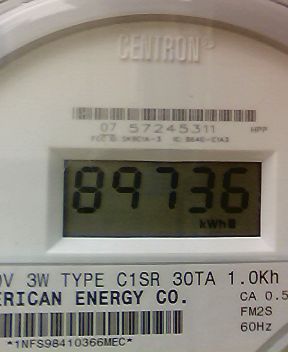 CENTRON®
07 57245311 HPP
89736
kWh
0V 3W TYPE C1SR 30TA 1.0Kh
ERICAN ENERGY CO.
CA 0.5
FM2S
60Hz
*1NFS98410366MEC*